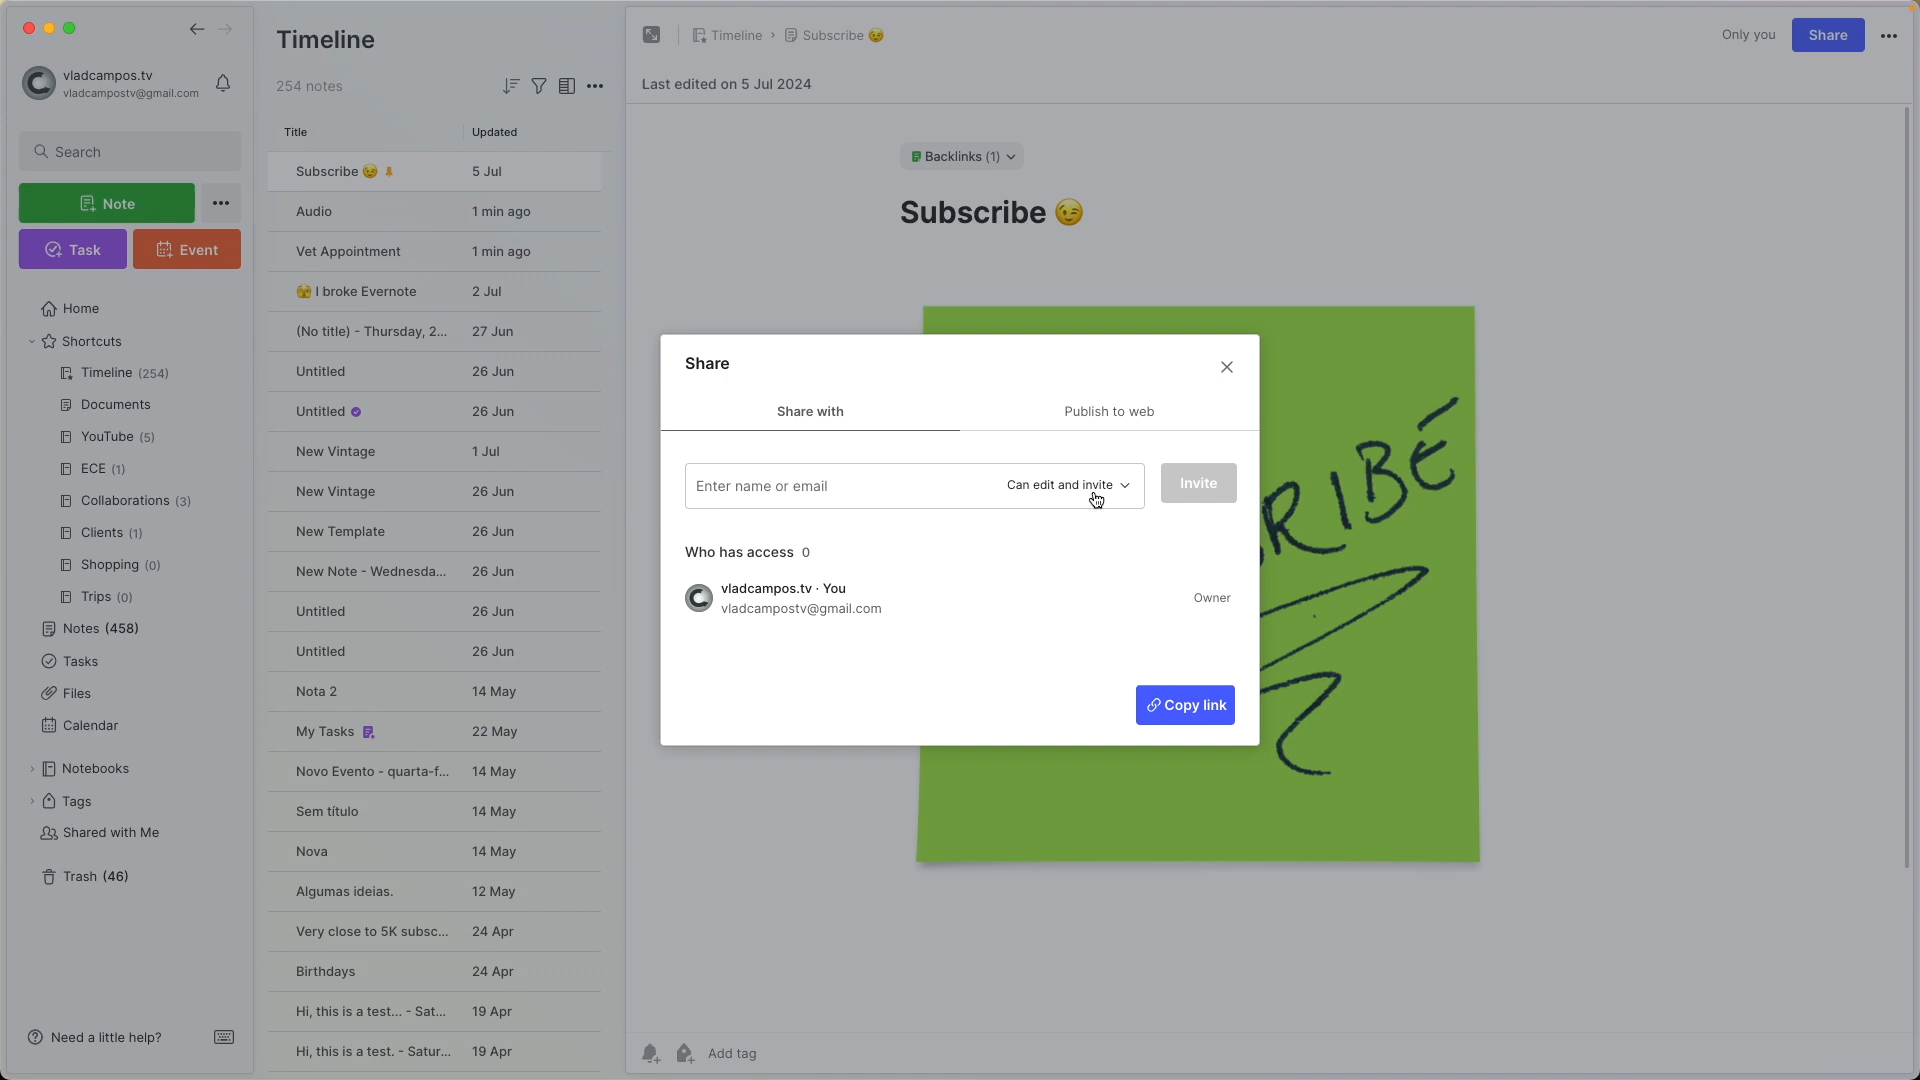 vladcampos.tv
vladcampostv@gmail.com
Search
Note
Task
Event
Home
Shortcuts
Timeline (254)
Documents
YouTube (5)
ECE (1)
Collaborations (3)
Clients (1)
Shopping (0)
Trips (0)
Notes (458)
Tasks
Files
Calendar
Notebooks
Tags
Shared with Me
Trash (46)
Need a little help?
Timeline
254 notes
Title Updated
Subscribe 😉 5 Jul
Audio 1 min ago
Vet Appointment 1 min ago
🫣 I broke Evernote 2 Jul
(No title) - Thursday, 2... 27 Jun
Untitled 26 Jun
Untitled 26 Jun
New Vintage 1 Jul
New Vintage 26 Jun
New Template 26 Jun
New Note - Wednesda... 26 Jun
Untitled 26 Jun
Untitled 26 Jun
Nota 2 14 May
My Tasks 22 May
Novo Evento - quarta-f... 14 May
Sem título 14 May
Nova 14 May
Algumas ideias. 12 May
Very close to 5K subsc... 24 Apr
Birthdays 24 Apr
Hi, this is a test... - Sat... 19 Apr
Hi, this is a test. - Satur... 19 Apr
Timeline › Subscribe 😉
Only you
Share
Last edited on 5 Jul 2024
Backlinks (1)
Subscribe 😉
RIBE
Share
Share with
Publish to web
Enter name or email
Can edit and invite
Invite
Who has access 0
vladcampos.tv · You
vladcampostv@gmail.com
Owner
Copy link
Add tag